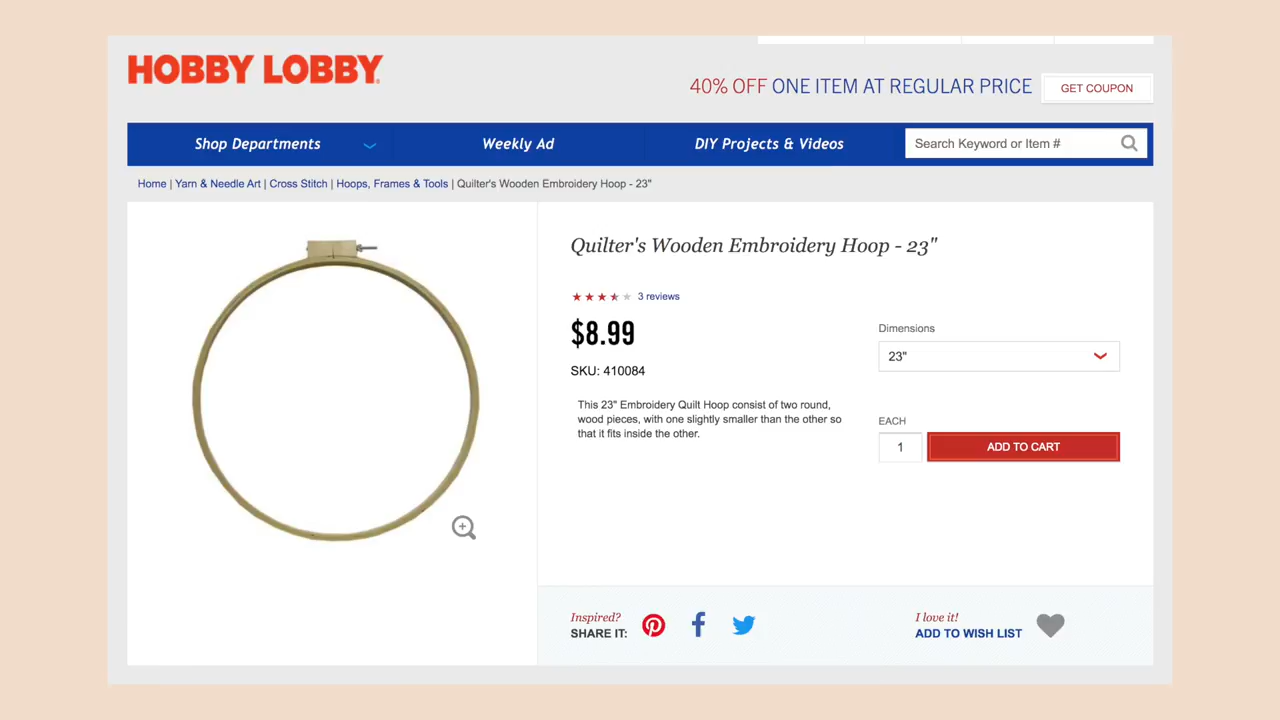 HOBBY LOBBY
40% OFF ONE ITEM AT REGULAR PRICE
GET COUPON
Shop Departments
Weekly Ad
DIY Projects & Videos
Search Keyword or Item #
Home | Yarn & Needle Art | Cross Stitch | Hoops, Frames & Tools | Quilter's Wooden Embroidery Hoop - 23"
Quilter's Wooden Embroidery Hoop - 23"
3 reviews
$8.99
SKU: 410084
This 23" Embroidery Quilt Hoop consist of two round,
wood pieces, with one slightly smaller than the other so
that it fits inside the other.
Dimensions
23"
EACH
1
ADD TO CART
Inspired?
SHARE IT:
I love it!
ADD TO WISH LIST